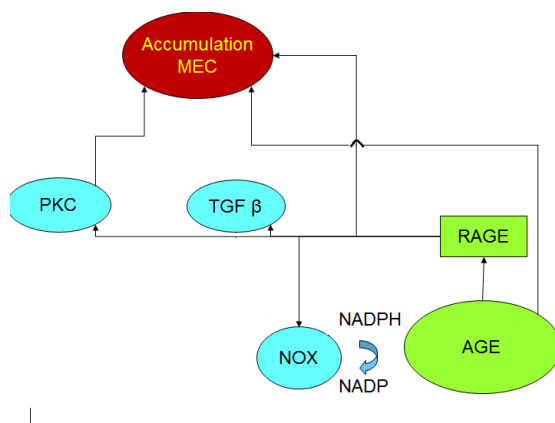 Accumulation
MEC
PKC
TGF β
RAGE
NADPH
NOX
AGE
NADP